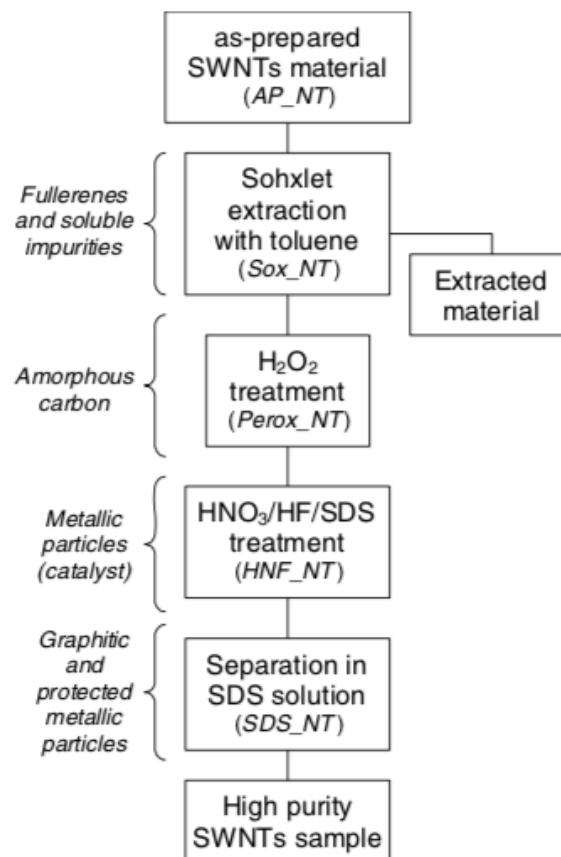 as-prepared
SWNTs material
(AP_NT)
Fullerenes
and soluble
impurities
Sohxlet
extraction
with toluene
(Sox_NT)
Extracted
material
Amorphous
carbon
H₂O₂
treatment
(Perox_NT)
Metallic
particles
(catalyst)
HNO₃/HF/SDS
treatment
(HNF_NT)
Graphitic
and
protected
metallic
particles
Separation in
SDS solution
(SDS_NT)
High purity
SWNTs sample